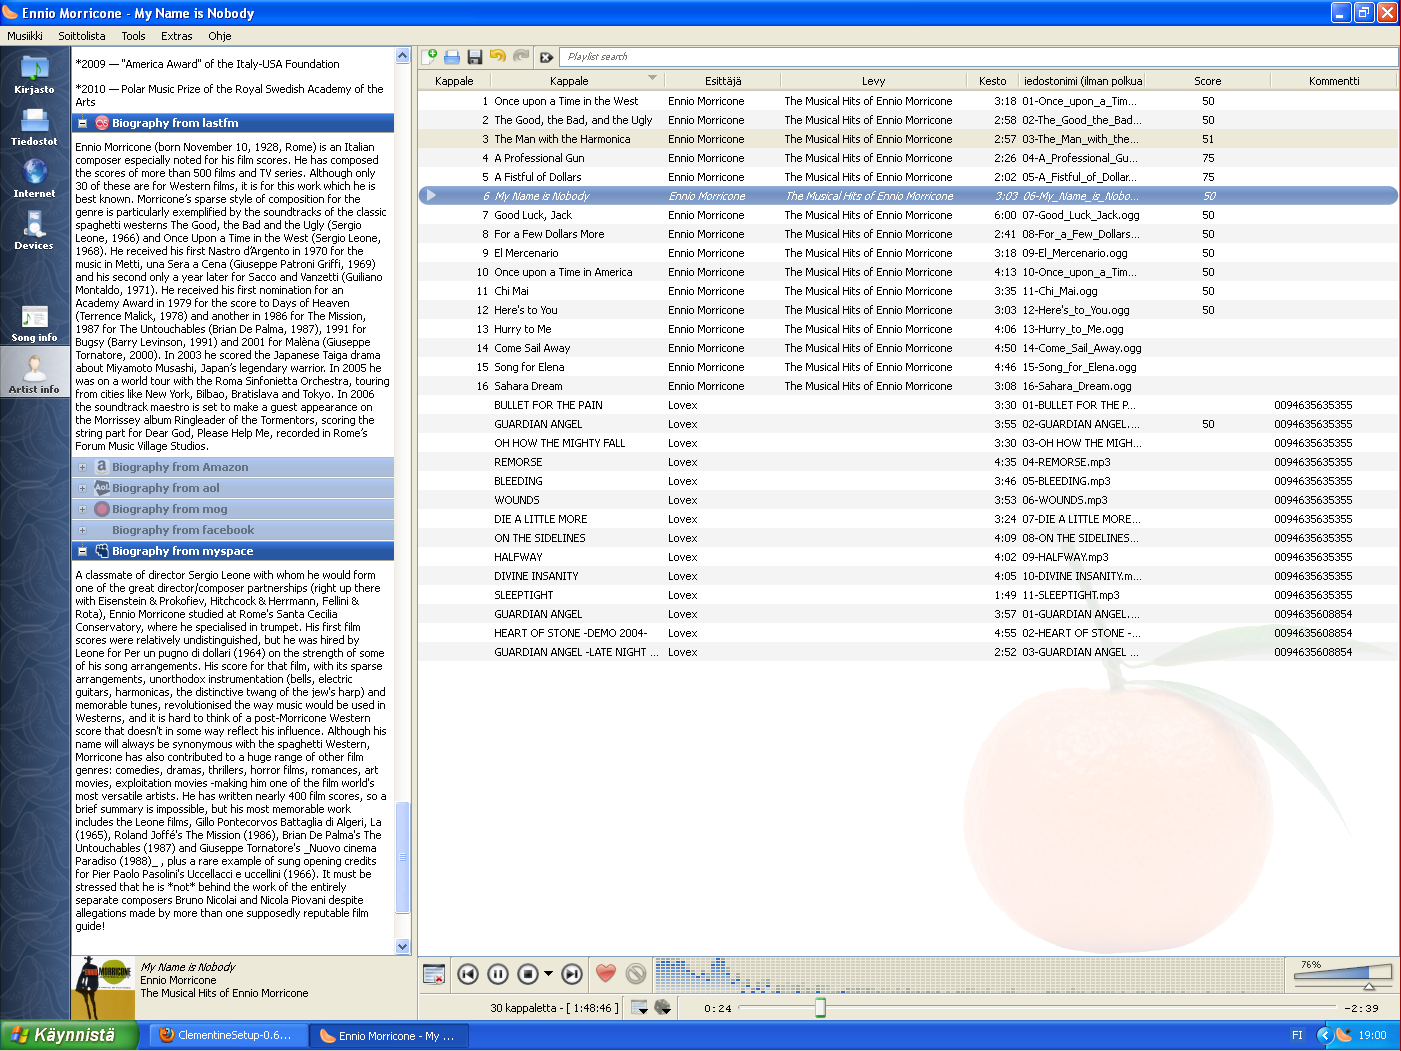 Ennio Morricone - My Name is Nobody
Musiikki Soittolista Tools Extras Ohje
Kirjasto
Tiedostot
Internet
Devices
Song info
Artist info
*2009 — "America Award" of the Italy-USA Foundation
*2010 — Polar Music Prize of the Royal Swedish Academy of the
Arts
Biography from lastfm
Ennio Morricone (born November 10, 1928, Rome) is an Italian
composer especially noted for his film scores. He has composed
the scores of more than 500 films and TV series. Although only
30 of these are for Western films, it is for this work which he is
best known. Morricone's sparse style of composition for the
genre is particularly exemplified by the soundtracks of the classic
spaghetti westerns The Good, the Bad and the Ugly (Sergio
Leone, 1966) and Once Upon a Time in the West (Sergio Leone,
1968). He received his first Nastro d'Argento in 1970 for the
music in Metti, una Sera a Cena (Giuseppe Patroni Griffi, 1969)
and his second only a year later for Sacco and Vanzetti (Guiliano
Montaldo, 1971). He received his first nomination for an
Academy Award in 1979 for the score to Days of Heaven
(Terrence Malick, 1978) and another in 1986 for The Mission,
1987 for The Untouchables (Brian De Palma, 1987), 1991 for
Bugsy (Barry Levinson, 1991) and 2001 for Malèna (Giuseppe
Tornatore, 2000). In 2003 he scored the Japanese Taiga drama
about Miyamoto Musashi, Japan's legendary warrior. In 2005 he
was on a world tour with the Roma Sinfonietta Orchestra, touring
from cities like New York, Bilbao, Bratislava and Tokyo. In 2006
the soundtrack maestro is set to make a guest appearance on
the Morrissey album Ringleader of the Tormentors, scoring the
string part for Dear God, Please Help Me, recorded in Rome's
Forum Music Village Studios.
Biography from Amazon
Biography from aol
Biography from mog
Biography from facebook
Biography from myspace
A classmate of director Sergio Leone with whom he would form
one of the great director/composer partnerships (right up there
with Eisenstein & Prokofiev, Hitchcock & Herrmann, Fellini &
Rota), Ennio Morricone studied at Rome's Santa Cecilia
Conservatory, where he specialised in trumpet. His first film
scores were relatively undistinguished, but he was hired by
Leone for Per un pugno di dollari (1964) on the strength of some
of his song arrangements. His score for that film, with its sparse
arrangements, unorthodox instrumentation (bells, electric
guitars, harmonicas, the distinctive twang of the jew's harp) and
memorable tunes, revolutionised the way music would be used in
Westerns, and it is hard to think of a post-Morricone Western
score that doesn't in some way reflect his influence. Although his
name will always be synonymous with the spaghetti Western,
Morricone has also contributed to a huge range of other film
genres: comedies, dramas, thrillers, horror films, romances, art
movies, exploitation movies -making him one of the film world's
most versatile artists. He has written nearly 400 film scores, so a
brief summary is impossible, but his most memorable work
includes the Leone films, Gillo Pontecorvos Battaglia di Algeri, La
(1965), Roland Joffé's The Mission (1986), Brian De Palma's The
Untouchables (1987) and Giuseppe Tornatore's _Nuovo cinema
Paradiso (1988)_ , plus a rare example of sung opening credits
for Pier Paolo Pasolini's Uccellacci e uccellini (1966). It must be
stressed that he is *not* behind the work of the entirely
separate composers Bruno Nicolai and Nicola Piovani despite
allegations made by more than one supposedly reputable film
guide!
ENNIO MORRICONE
My Name is Nobody
Ennio Morricone
The Musical Hits of Ennio Morricone
Playlist search
Kappale Kappale Esittäjä Levy Kesto iedostonimi (ilman polkua Score Kommentti
1 Once upon a Time in the West Ennio Morricone The Musical Hits of Ennio Morricone 3:18 01-Once_upon_a_Tim... 50
2 The Good, the Bad, and the Ugly Ennio Morricone The Musical Hits of Ennio Morricone 2:58 02-The_Good_the_Bad... 50
3 The Man with the Harmonica Ennio Morricone The Musical Hits of Ennio Morricone 2:57 03-The_Man_with_the... 51
4 A Professional Gun Ennio Morricone The Musical Hits of Ennio Morricone 2:26 04-A_Professional_Gu... 75
5 A Fistful of Dollars Ennio Morricone The Musical Hits of Ennio Morricone 2:02 05-A_Fistful_of_Dollar... 75
6 My Name is Nobody Ennio Morricone The Musical Hits of Ennio Morricone 3:03 06-My_Name_is_Nobo... 50
7 Good Luck, Jack Ennio Morricone The Musical Hits of Ennio Morricone 6:00 07-Good_Luck_Jack.ogg 50
8 For a Few Dollars More Ennio Morricone The Musical Hits of Ennio Morricone 2:41 08-For_a_Few_Dollars... 50
9 El Mercenario Ennio Morricone The Musical Hits of Ennio Morricone 3:18 09-El_Mercenario.ogg 50
10 Once upon a Time in America Ennio Morricone The Musical Hits of Ennio Morricone 4:13 10-Once_upon_a_Tim... 50
11 Chi Mai Ennio Morricone The Musical Hits of Ennio Morricone 3:35 11-Chi_Mai.ogg 50
12 Here's to You Ennio Morricone The Musical Hits of Ennio Morricone 3:03 12-Here's_to_You.ogg 50
13 Hurry to Me Ennio Morricone The Musical Hits of Ennio Morricone 4:06 13-Hurry_to_Me.ogg
14 Come Sail Away Ennio Morricone The Musical Hits of Ennio Morricone 4:50 14-Come_Sail_Away.ogg
15 Song for Elena Ennio Morricone The Musical Hits of Ennio Morricone 4:46 15-Song_for_Elena.ogg
16 Sahara Dream Ennio Morricone The Musical Hits of Ennio Morricone 3:08 16-Sahara_Dream.ogg
BULLET FOR THE PAIN Lovex 3:30 01-BULLET FOR THE P... 0094635635355
GUARDIAN ANGEL Lovex 3:55 02-GUARDIAN ANGEL.... 50 0094635635355
OH HOW THE MIGHTY FALL Lovex 3:30 03-OH HOW THE MIGH... 0094635635355
REMORSE Lovex 4:35 04-REMORSE.mp3 0094635635355
BLEEDING Lovex 3:46 05-BLEEDING.mp3 0094635635355
WOUNDS Lovex 3:53 06-WOUNDS.mp3 0094635635355
DIE A LITTLE MORE Lovex 3:24 07-DIE A LITTLE MORE... 0094635635355
ON THE SIDELINES Lovex 4:09 08-ON THE SIDELINES... 0094635635355
HALFWAY Lovex 4:02 09-HALFWAY.mp3 0094635635355
DIVINE INSANITY Lovex 4:05 10-DIVINE INSANITY.m... 0094635635355
SLEEPTIGHT Lovex 1:49 11-SLEEPTIGHT.mp3 0094635635355
GUARDIAN ANGEL Lovex 3:57 01-GUARDIAN ANGEL.... 0094635608854
HEART OF STONE -DEMO 2004- Lovex 4:55 02-HEART OF STONE -... 0094635608854
GUARDIAN ANGEL -LATE NIGHT ... Lovex 2:52 03-GUARDIAN ANGEL ... 0094635608854
76%
30 kappaletta - [ 1:48:46 ] 0:24 -2:39
Käynnistä ClementineSetup-0.6... Ennio Morricone - My ... FI 19:00